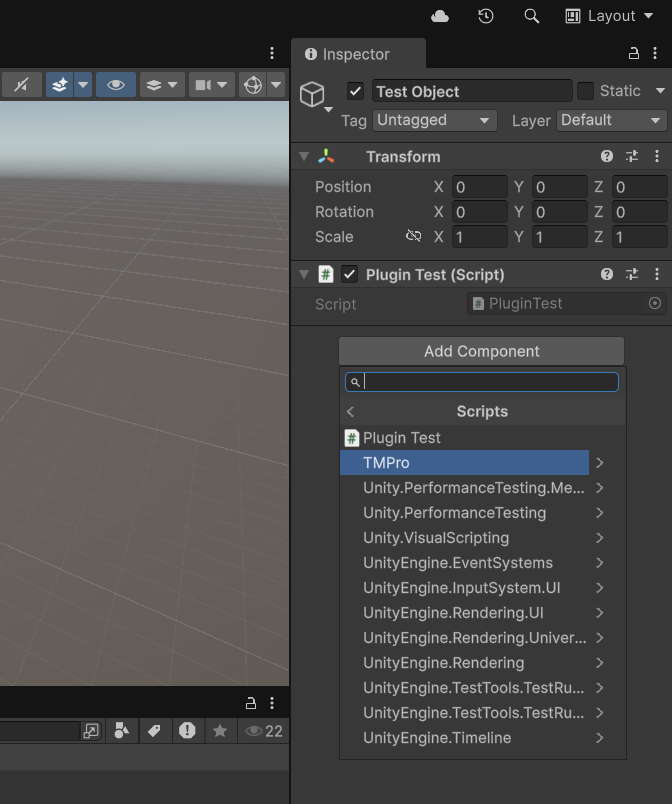 Layout
Inspector
Test Object
Static
Tag Untagged Layer Default
Transform
Position X 0 Y 0 Z 0
Rotation X 0 Y 0 Z 0
Scale X 1 Y 1 Z 1
# Plugin Test (Script)
Script # PluginTest
Add Component
Scripts
# Plugin Test
TMPro
Unity.PerformanceTesting.Me...
Unity.PerformanceTesting
Unity.VisualScripting
UnityEngine.EventSystems
UnityEngine.InputSystem.UI
UnityEngine.Rendering.UI
UnityEngine.Rendering.Univer...
UnityEngine.Rendering
UnityEngine.TestTools.TestRu...
UnityEngine.TestTools.TestRu...
UnityEngine.Timeline
22